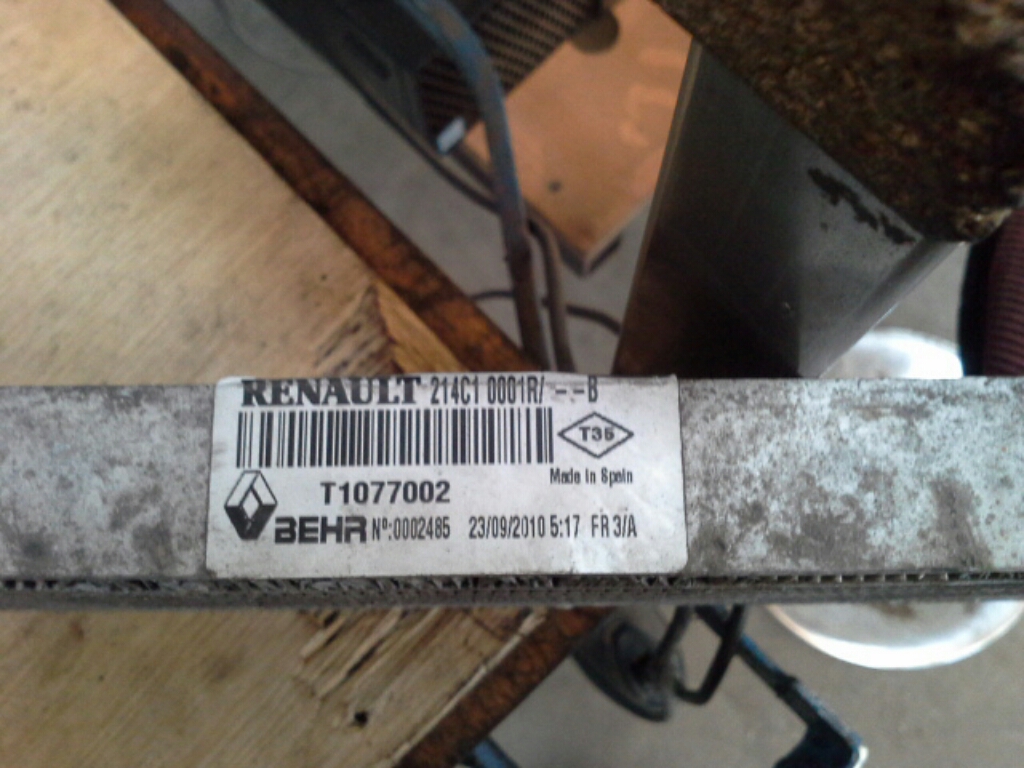 RENAULT 214C1 0001R/ --B
T35
Made in Spain
T1077002
BEHR Nº:0002485 23/09/2010 5:17 FR 3/A